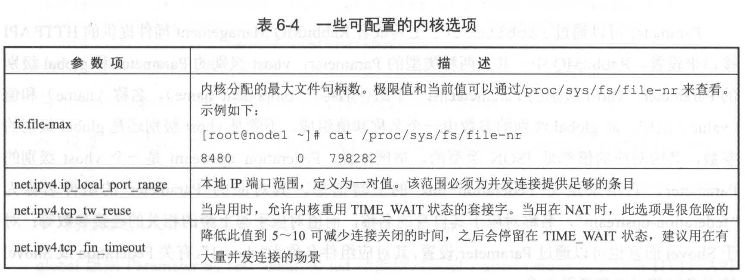 表 6-4 一些可配置的内核选项
参 数 项 描 述
fs.file-max
内核分配的最大文件句柄数。极限值和当前值可以通过/proc/sys/fs/file-nr 来查看。
示例如下：
[root@node1 ~]# cat /proc/sys/fs/file-nr
8480 0 798282
net.ipv4.ip_local_port_range 本地 IP 端口范围，定义为一对值。该范围必须为并发连接提供足够的条目
net.ipv4.tcp_tw_reuse 当启用时，允许内核重用 TIME_WAIT 状态的套接字。当用在 NAT 时，此选项是很危险的
net.ipv4.tcp_fin_timeout 降低此值到 5～10 可减少连接关闭的时间，之后会停留在 TIME_WAIT 状态，建议用在有
大量并发连接的场景